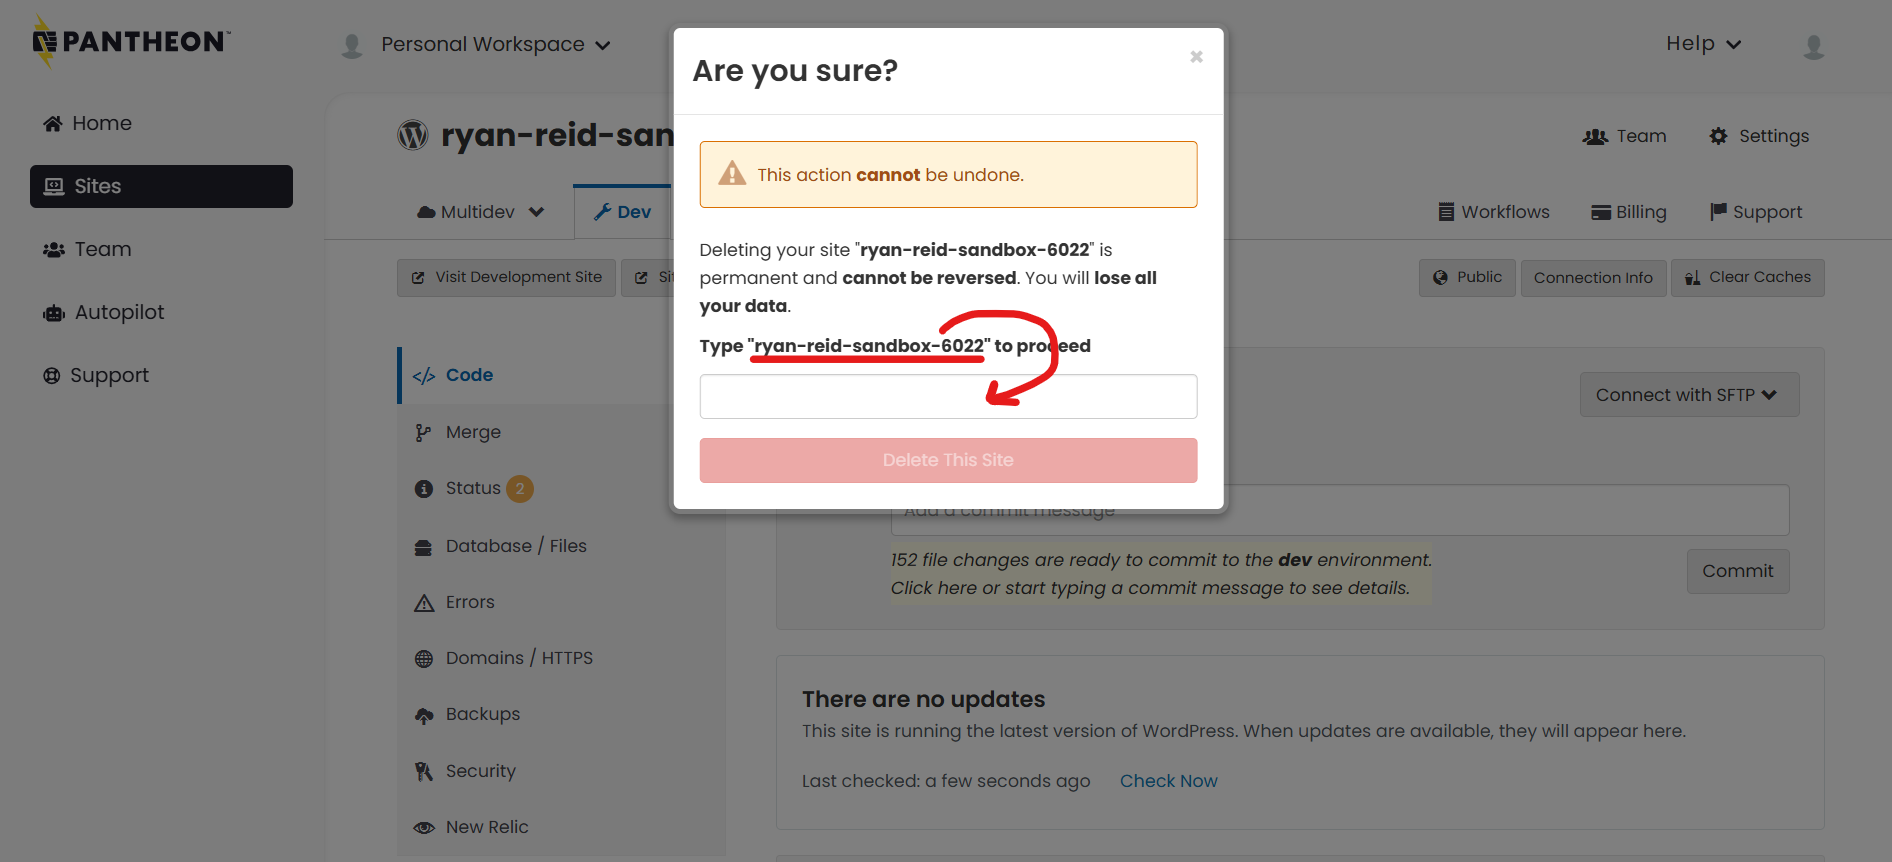 PANTHEON™
Personal Workspace
Help
Home
Sites
Team
Autopilot
Support
ryan-reid-san
Team
Settings
Multidev
Dev
Workflows
Billing
Support
Visit Development Site
Public
Connection Info
Clear Caches
Code
Merge
Status 2
Database / Files
Errors
Domains / HTTPS
Backups
Security
New Relic
Are you sure?
×
This action cannot be undone.
Deleting your site "ryan-reid-sandbox-6022" is
permanent and cannot be reversed. You will lose all
your data.
Type "ryan-reid-sandbox-6022" to proceed
Delete This Site
Connect with SFTP
Add a commit message
152 file changes are ready to commit to the dev environment.
Click here or start typing a commit message to see details.
Commit
There are no updates
This site is running the latest version of WordPress. When updates are available, they will appear here.
Last checked: a few seconds ago
Check Now